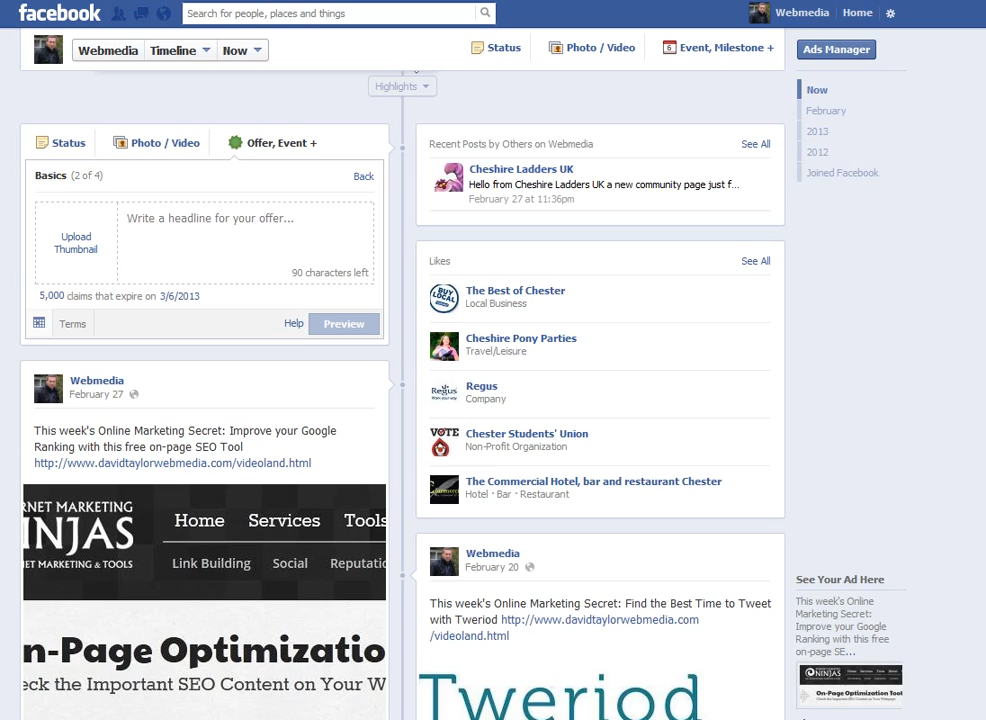 facebook
Search for people, places and things
Webmedia
Home
Webmedia
Timeline
Now
Status
Photo / Video
Event, Milestone +
Ads Manager
Highlights
Now
February
2013
2012
Joined Facebook
Status
Photo / Video
Offer, Event +
Basics (2 of 4)
Back
Upload
Thumbnail
Write a headline for your offer...
90 characters left
5,000 claims that expire on 3/6/2013
Terms
Help
Preview
Webmedia
February 27
This week's Online Marketing Secret: Improve your Google
Ranking with this free on-page SEO Tool
http://www.davidtaylorwebmedia.com/videoland.html
RNET MARKETING
INJAS
NET MARKETING & TOOLS
Home Services Tools
Link Building Social Reputatio
n-Page Optimizatio
eck the Important SEO Content on Your W
Recent Posts by Others on Webmedia
See All
Cheshire Ladders UK
Hello from Cheshire Ladders UK a new community page just f...
February 27 at 11:36pm
Likes
See All
BUY
LOCAL
The Best of Chester
Local Business
Cheshire Pony Parties
Travel/Leisure
Regus
Regus
Company
VOTE
Chester Students' Union
Non-Profit Organization
The Commercial Hotel, bar and restaurant Chester
Hotel · Bar · Restaurant
Webmedia
February 20
This week's Online Marketing Secret: Find the Best Time to Tweet
with Tweriod http://www.davidtaylorwebmedia.com
/videoland.html
Tweriod
See Your Ad Here
This week's Online
Marketing Secret:
Improve your Google
Ranking with this free
on-page SE...
NINJAS
On-Page Optimization Tool